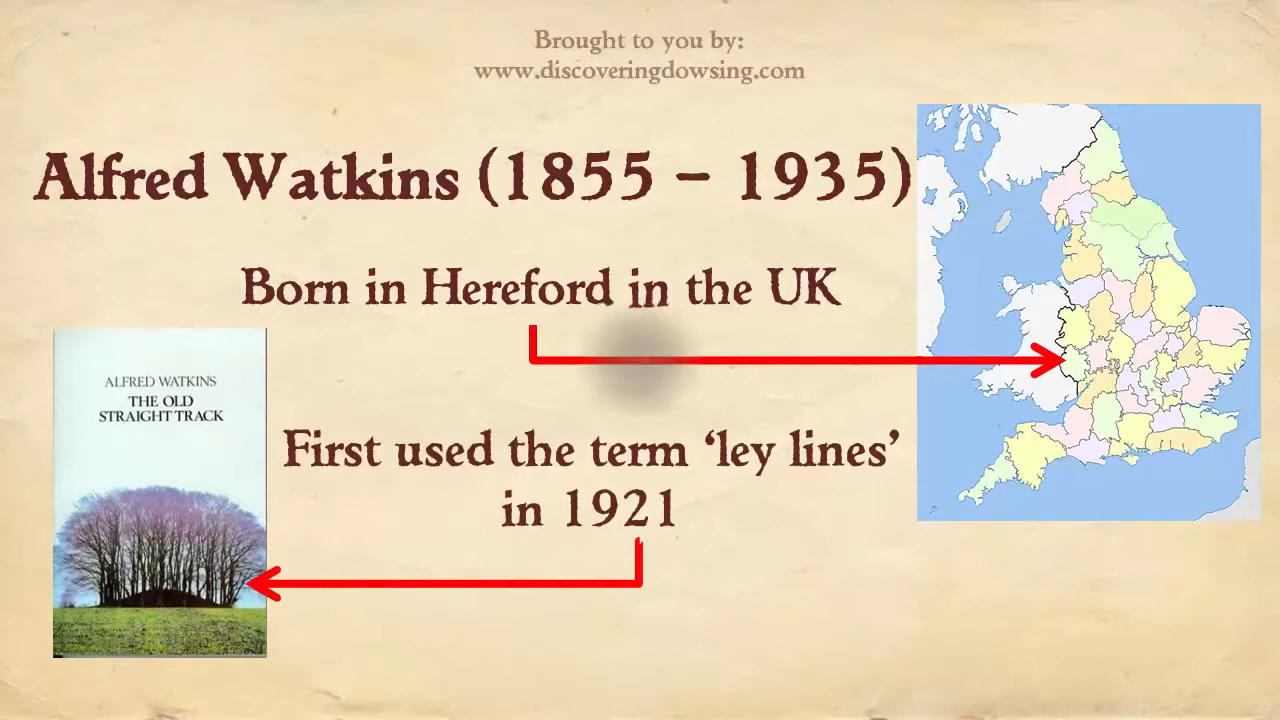 Brought to you by:
www.discoveringdowsing.com
Alfred Watkins (1855 – 1935)
Born in Hereford in the UK
ALFRED WATKINS
THE OLD
STRAIGHT TRACK
First used the term ‘ley lines’
in 1921